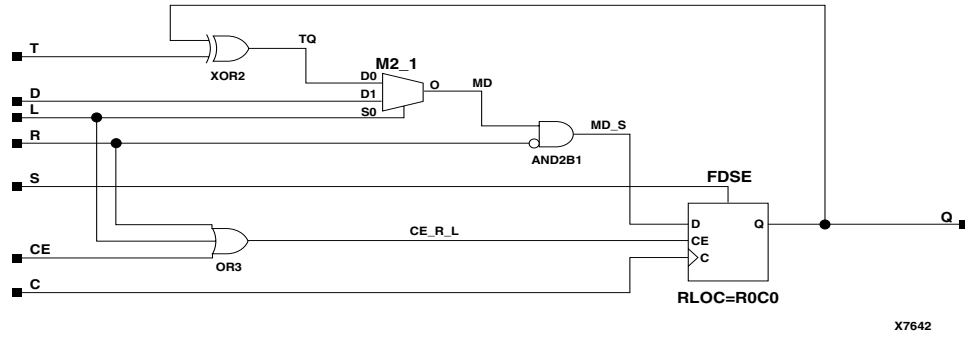 T
TQ
XOR2
M2_1
D0
D1
S0
O
MD
D
L
R
MD_S
AND2B1
S
FDSE
D
Q
CE
C
Q
CE_R_L
OR3
CE
C
RLOC=R0C0
X7642